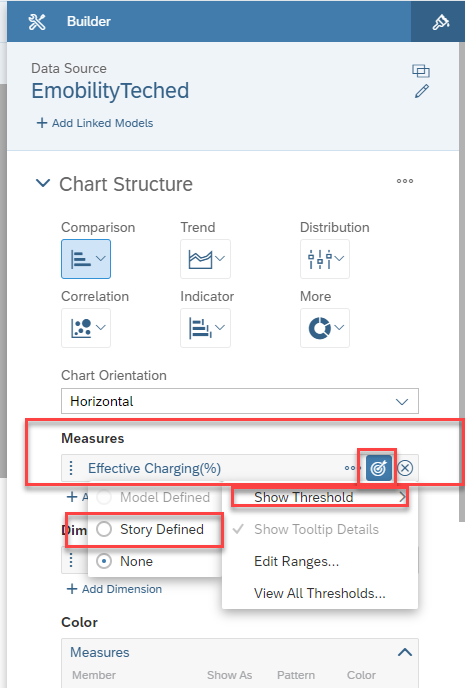 Builder
Data Source
EmobilityTeched
+ Add Linked Models
Chart Structure
Comparison Trend Distribution
Correlation Indicator More
Chart Orientation
Horizontal
Measures
Effective Charging(%)
+ A Model Defined Show Threshold
Dim Story Defined Show Tooltip Details
None Edit Ranges...
+ Add Dimension View All Thresholds...
Color
Measures
Member Show As Pattern Color